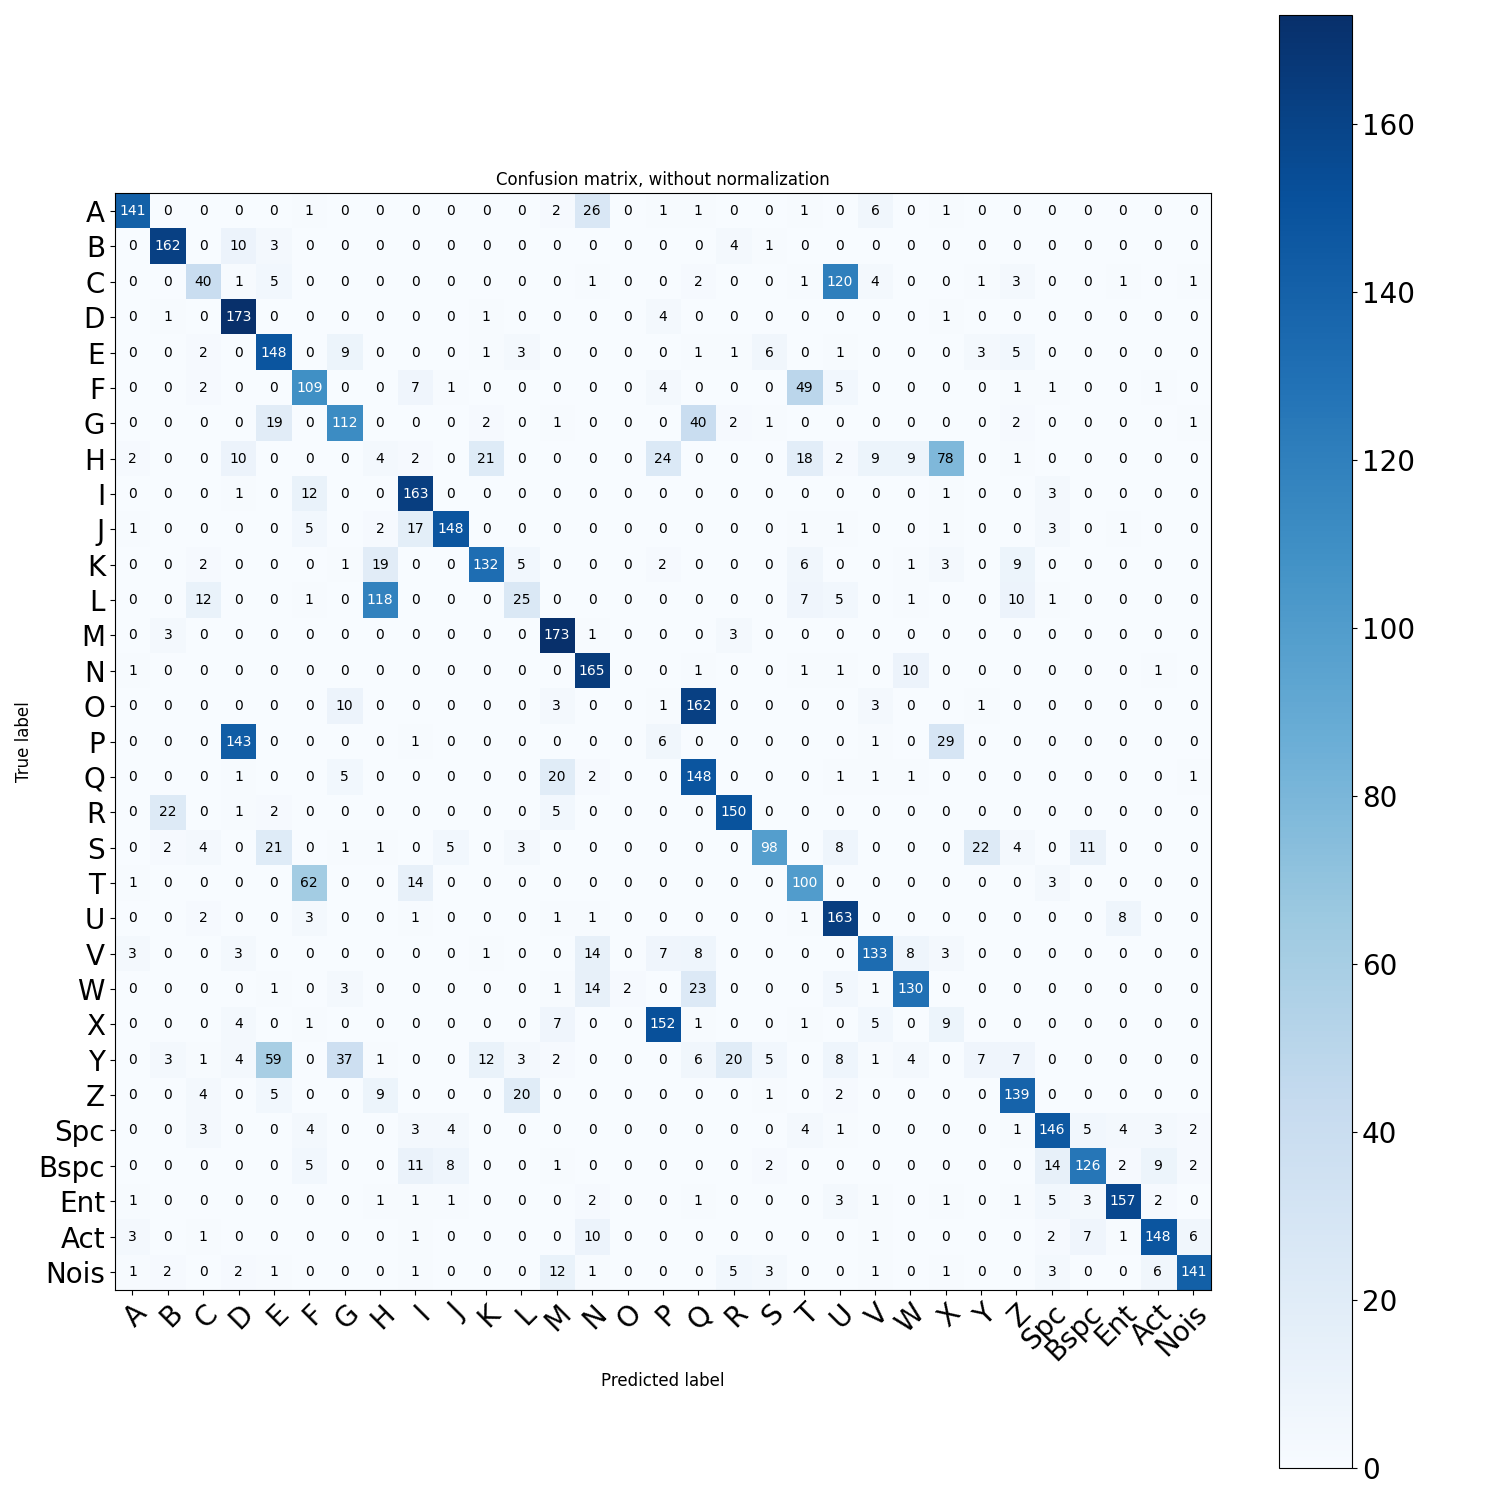 Confusion matrix, without normalization
A 141 0 0 0 0 1 0 0 0 0 0 0 2 26 0 1 1 0 0 1 0 6 0 1 0 0 0 0 0 0 0
B 0 162 0 10 3 0 0 0 0 0 0 0 0 0 0 0 0 4 1 0 0 0 0 0 0 0 0 0 0 0 0
C 0 0 40 1 5 0 0 0 0 0 0 0 0 1 0 0 2 0 0 1 120 4 0 0 1 3 0 0 1 0 1
D 0 1 0 173 0 0 0 0 0 0 1 0 0 0 0 4 0 0 0 0 0 0 0 1 0 0 0 0 0 0 0
E 0 0 2 0 148 0 9 0 0 0 1 3 0 0 0 0 1 1 6 0 1 0 0 0 3 5 0 0 0 0 0
F 0 0 2 0 0 109 0 0 7 1 0 0 0 0 0 4 0 0 0 49 5 0 0 0 0 1 1 0 0 1 0
G 0 0 0 0 19 0 112 0 0 0 2 0 1 0 0 0 40 2 1 0 0 0 0 0 0 2 0 0 0 0 1
H 2 0 0 10 0 0 0 4 2 0 21 0 0 0 0 24 0 0 0 18 2 9 9 78 0 1 0 0 0 0 0
I 0 0 0 1 0 12 0 0 163 0 0 0 0 0 0 0 0 0 0 0 0 0 0 1 0 0 3 0 0 0 0
J 1 0 0 0 0 5 0 2 17 148 0 0 0 0 0 0 0 0 0 1 1 0 0 1 0 0 3 0 1 0 0
K 0 0 2 0 0 0 1 19 0 0 132 5 0 0 0 2 0 0 0 6 0 0 1 3 0 9 0 0 0 0 0
L 0 0 12 0 0 1 0 118 0 0 0 25 0 0 0 0 0 0 0 7 5 0 1 0 0 10 1 0 0 0 0
M 0 3 0 0 0 0 0 0 0 0 0 0 173 1 0 0 0 3 0 0 0 0 0 0 0 0 0 0 0 0 0
N 1 0 0 0 0 0 0 0 0 0 0 0 0 165 0 0 1 0 0 1 1 0 10 0 0 0 0 0 0 1 0
O 0 0 0 0 0 0 10 0 0 0 0 0 3 0 0 1 162 0 0 0 0 3 0 0 1 0 0 0 0 0 0
P 0 0 0 143 0 0 0 0 1 0 0 0 0 0 0 6 0 0 0 0 0 1 0 29 0 0 0 0 0 0 0
Q 0 0 0 1 0 0 5 0 0 0 0 0 20 2 0 0 148 0 0 0 1 1 1 0 0 0 0 0 0 0 1
R 0 22 0 1 2 0 0 0 0 0 0 0 5 0 0 0 0 150 0 0 0 0 0 0 0 0 0 0 0 0 0
S 0 2 4 0 21 0 1 1 0 5 0 3 0 0 0 0 0 0 98 0 8 0 0 0 22 4 0 11 0 0 0
T 1 0 0 0 0 62 0 0 14 0 0 0 0 0 0 0 0 0 0 100 0 0 0 0 0 0 3 0 0 0 0
U 0 0 2 0 0 3 0 0 1 0 0 0 1 1 0 0 0 0 0 1 163 0 0 0 0 0 0 0 8 0 0
V 3 0 0 3 0 0 0 0 0 0 1 0 0 14 0 7 8 0 0 0 0 133 8 3 0 0 0 0 0 0 0
W 0 0 0 0 1 0 3 0 0 0 0 0 1 14 2 0 23 0 0 0 5 1 130 0 0 0 0 0 0 0 0
X 0 0 0 4 0 1 0 0 0 0 0 0 7 0 0 152 1 0 0 1 0 5 0 9 0 0 0 0 0 0 0
Y 0 3 1 4 59 0 37 1 0 0 12 3 2 0 0 0 6 20 5 0 8 1 4 0 7 7 0 0 0 0 0
Z 0 0 4 0 5 0 0 9 0 0 0 20 0 0 0 0 0 0 1 0 2 0 0 0 0 139 0 0 0 0 0
Spc 0 0 3 0 0 4 0 0 3 4 0 0 0 0 0 0 0 0 0 4 1 0 0 0 0 1 146 5 4 3 2
Bspc 0 0 0 0 0 5 0 0 11 8 0 0 1 0 0 0 0 0 2 0 0 0 0 0 0 0 14 126 2 9 2
Ent 1 0 0 0 0 0 0 1 1 1 0 0 0 2 0 0 1 0 0 0 3 1 0 1 0 1 5 3 157 2 0
Act 3 0 1 0 0 0 0 0 1 0 0 0 0 10 0 0 0 0 0 0 0 1 0 0 0 0 2 7 1 148 6
Nois 1 2 0 2 1 0 0 0 1 0 0 0 12 1 0 0 0 5 3 0 0 1 0 1 0 0 3 0 0 6 141
A B C D E F G H I J K L M N O P Q R S T U V W X Y Z Spc Bspc Ent Act Nois
Predicted label
True label
160
140
120
100
80
60
40
20
0